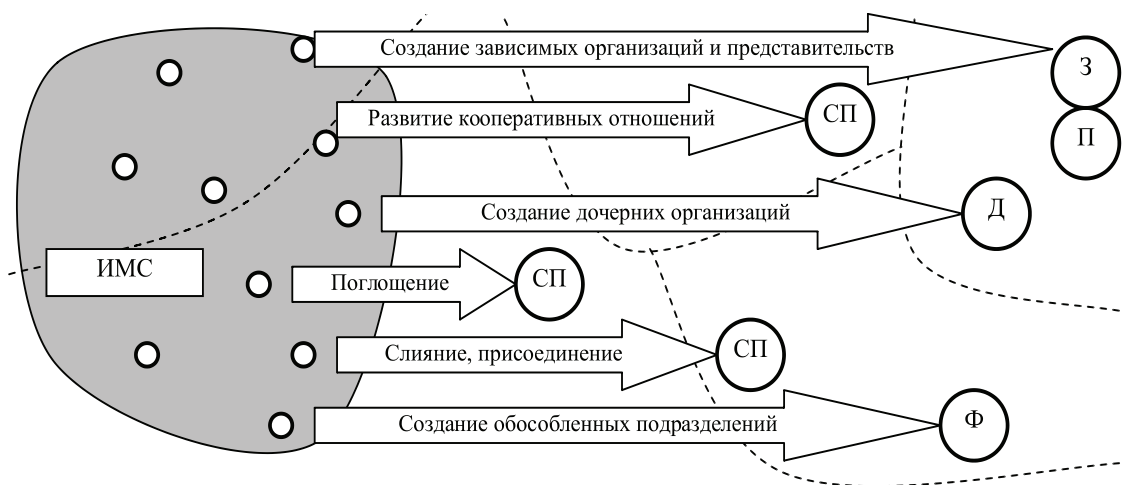 Создание зависимых организаций и представительств
З
Развитие кооперативных отношений
СП
П
Создание дочерних организаций
Д
ИМС
Поглощение
СП
Слияние, присоединение
СП
Создание обособленных подразделений
Ф